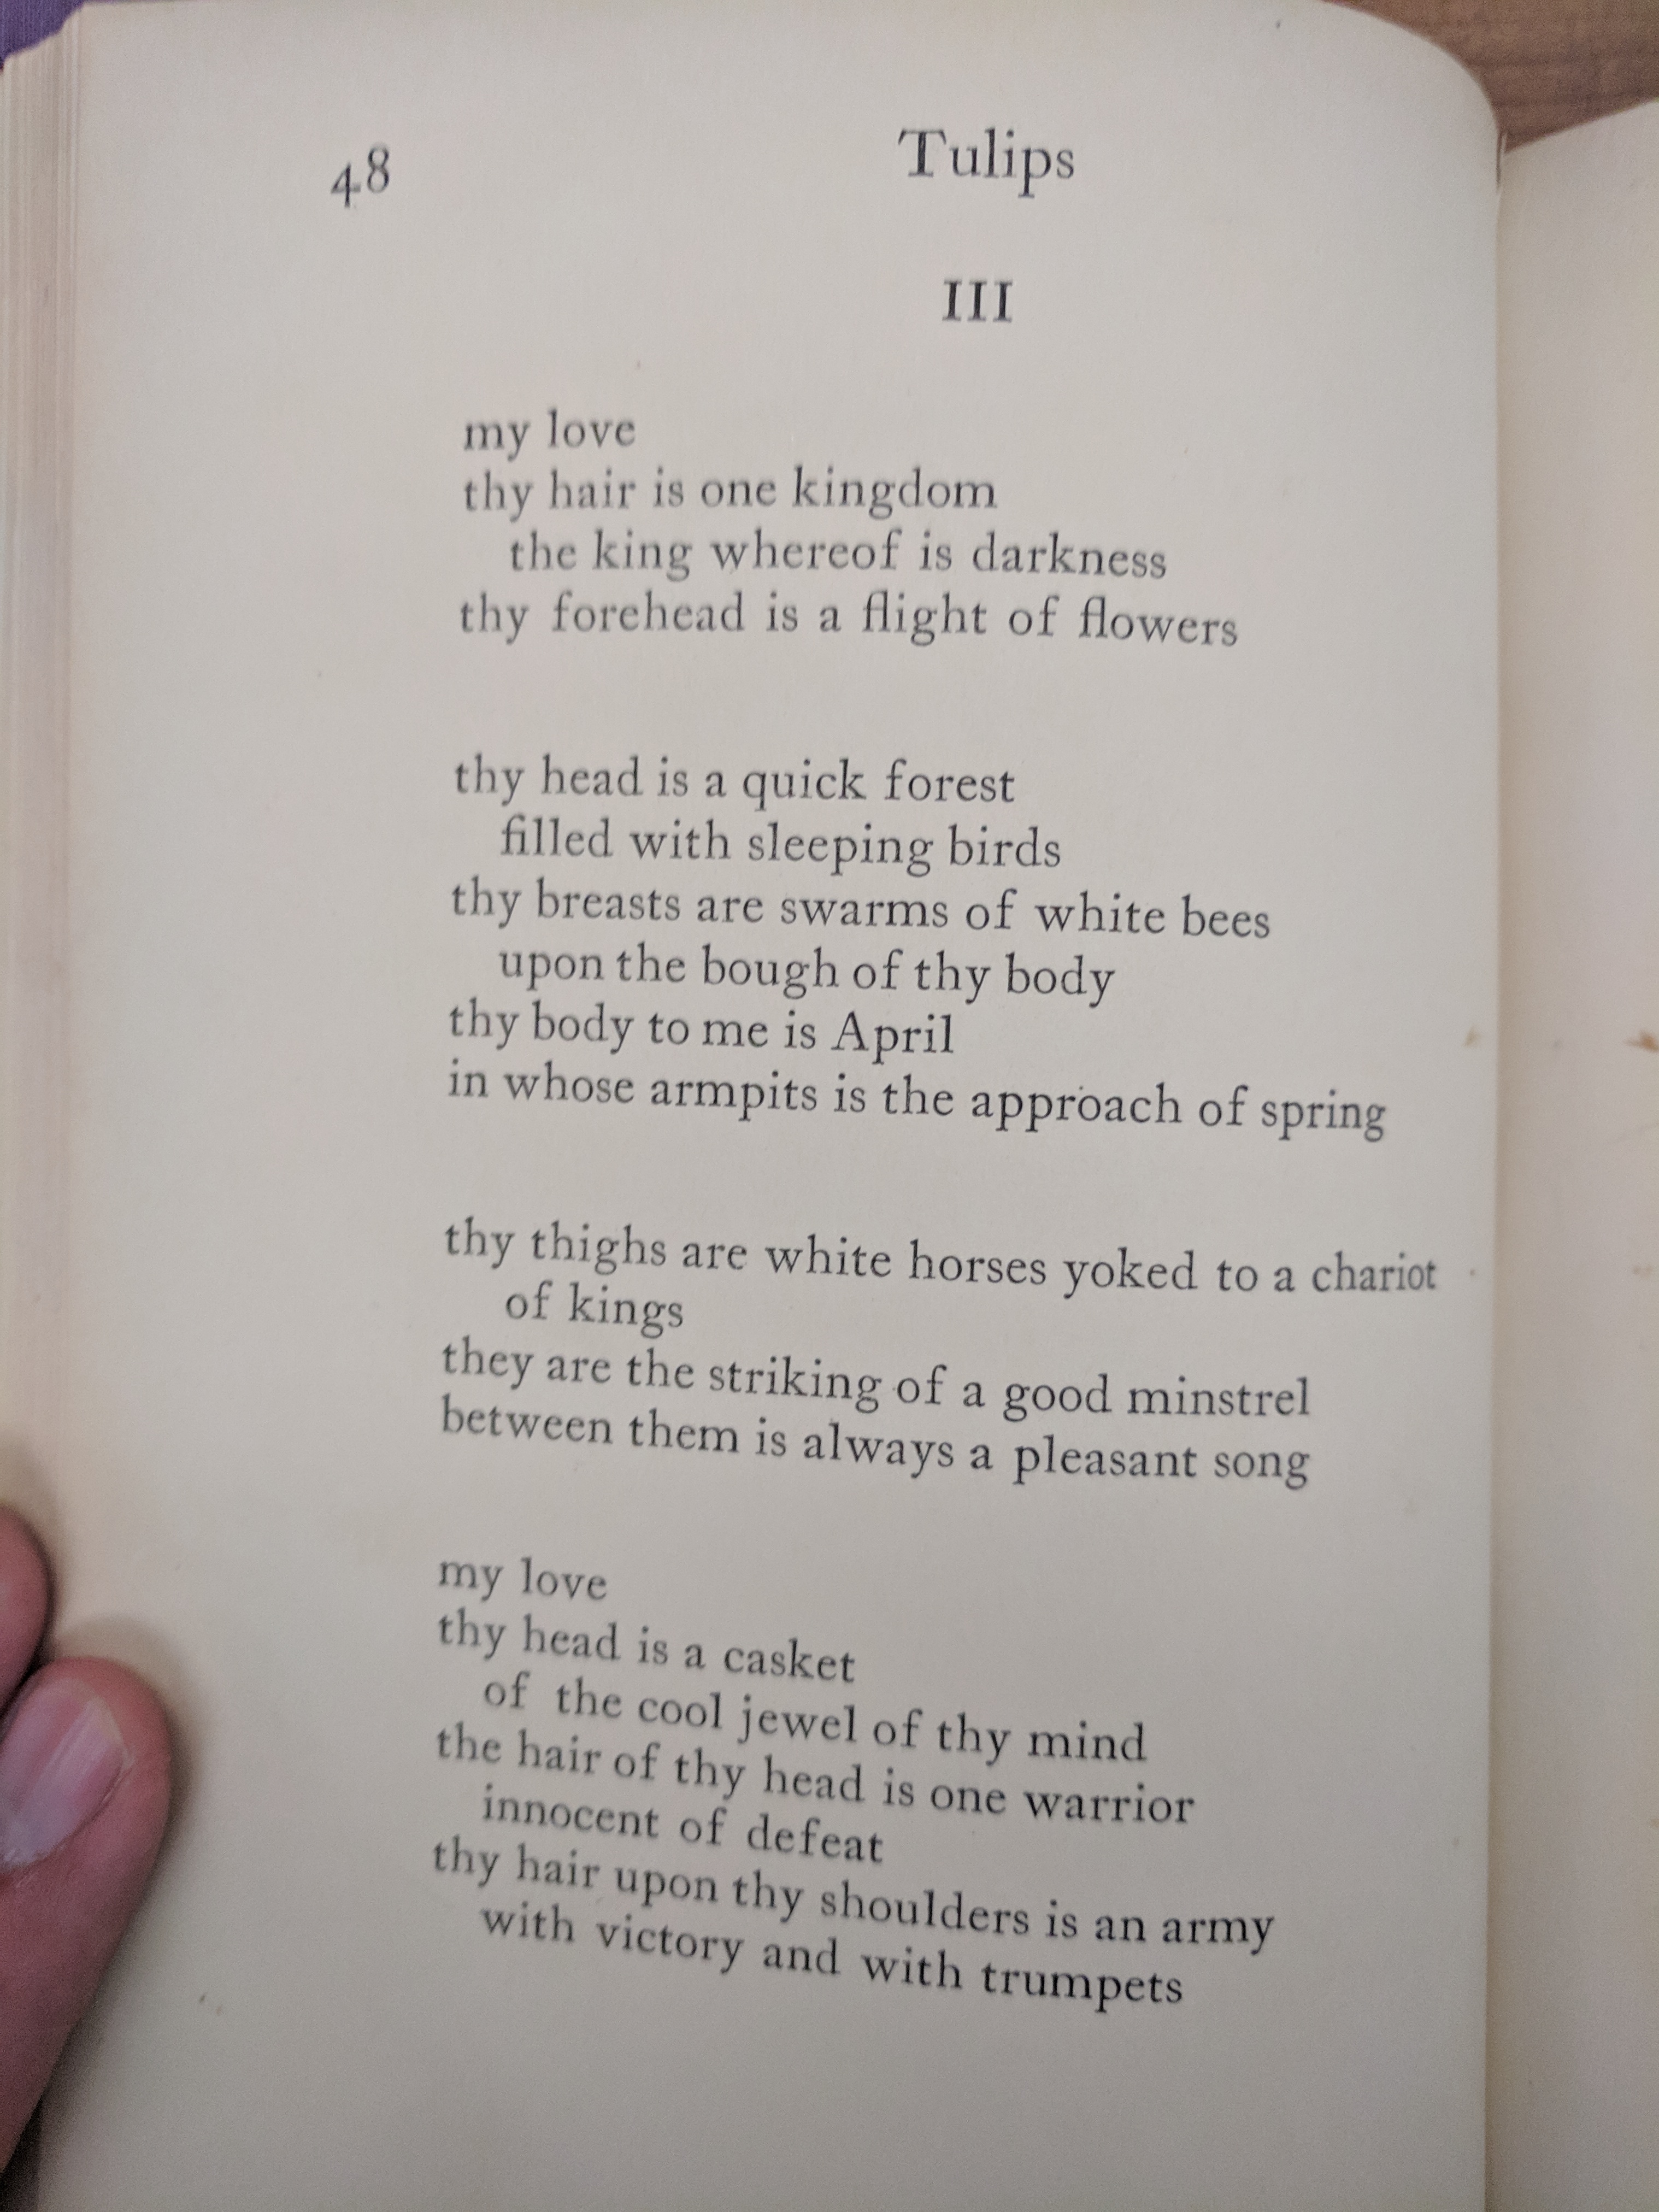 48
Tulips
III
my love
thy hair is one kingdom
the king whereof is darkness
thy forehead is a flight of flowers
thy head is a quick forest
filled with sleeping birds
thy breasts are swarms of white bees
upon the bough of thy body
thy body to me is April
in whose armpits is the approach of spring
thy thighs are white horses yoked to a chariot
of kings
they are the striking of a good minstrel
between them is always a pleasant song
my love
thy head is a casket
of the cool jewel of thy mind
the hair of thy head is one warrior
innocent of defeat
thy hair upon thy shoulders is an army
with victory and with trumpets